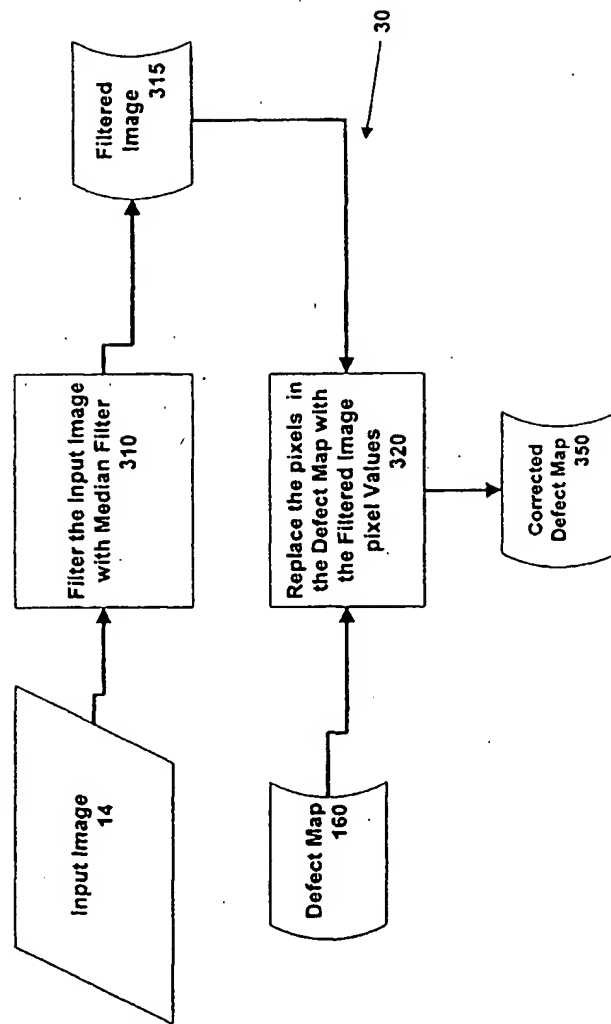 Input Image
14
Filter the Input Image
with Median Filter
310
Filtered
Image
315
Defect Map
160
Replace the pixels in
the Defect Map with
the Filtered Image
pixel Values
320
30
Corrected
Defect Map
350